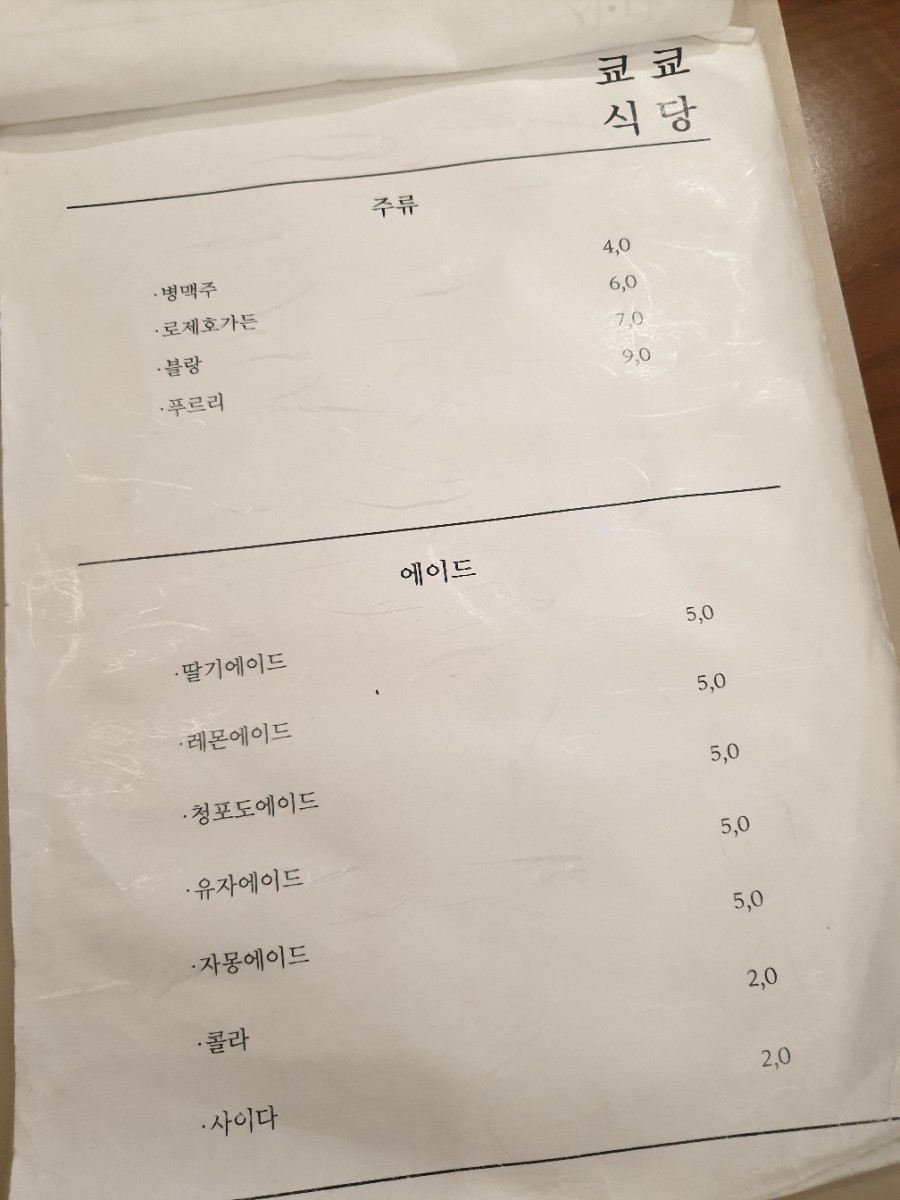 쿄쿄
식당
주류
·병맥주 4,0
·로제호가든 6,0
·블랑 7,0
·푸르리 9,0
에이드
·딸기에이드 5,0
·레몬에이드 5,0
·청포도에이드 5,0
·유자에이드 5,0
·자몽에이드 5,0
·콜라 2,0
·사이다 2,0